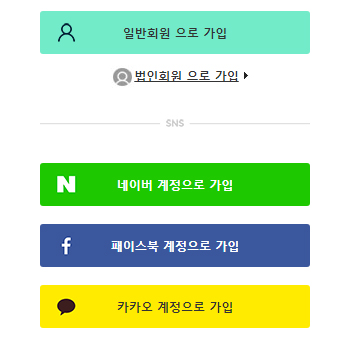 일반회원 으로 가입
법인회원 으로 가입
SNS
N 네이버 계정으로 가입
f 페이스북 계정으로 가입
카카오 계정으로 가입